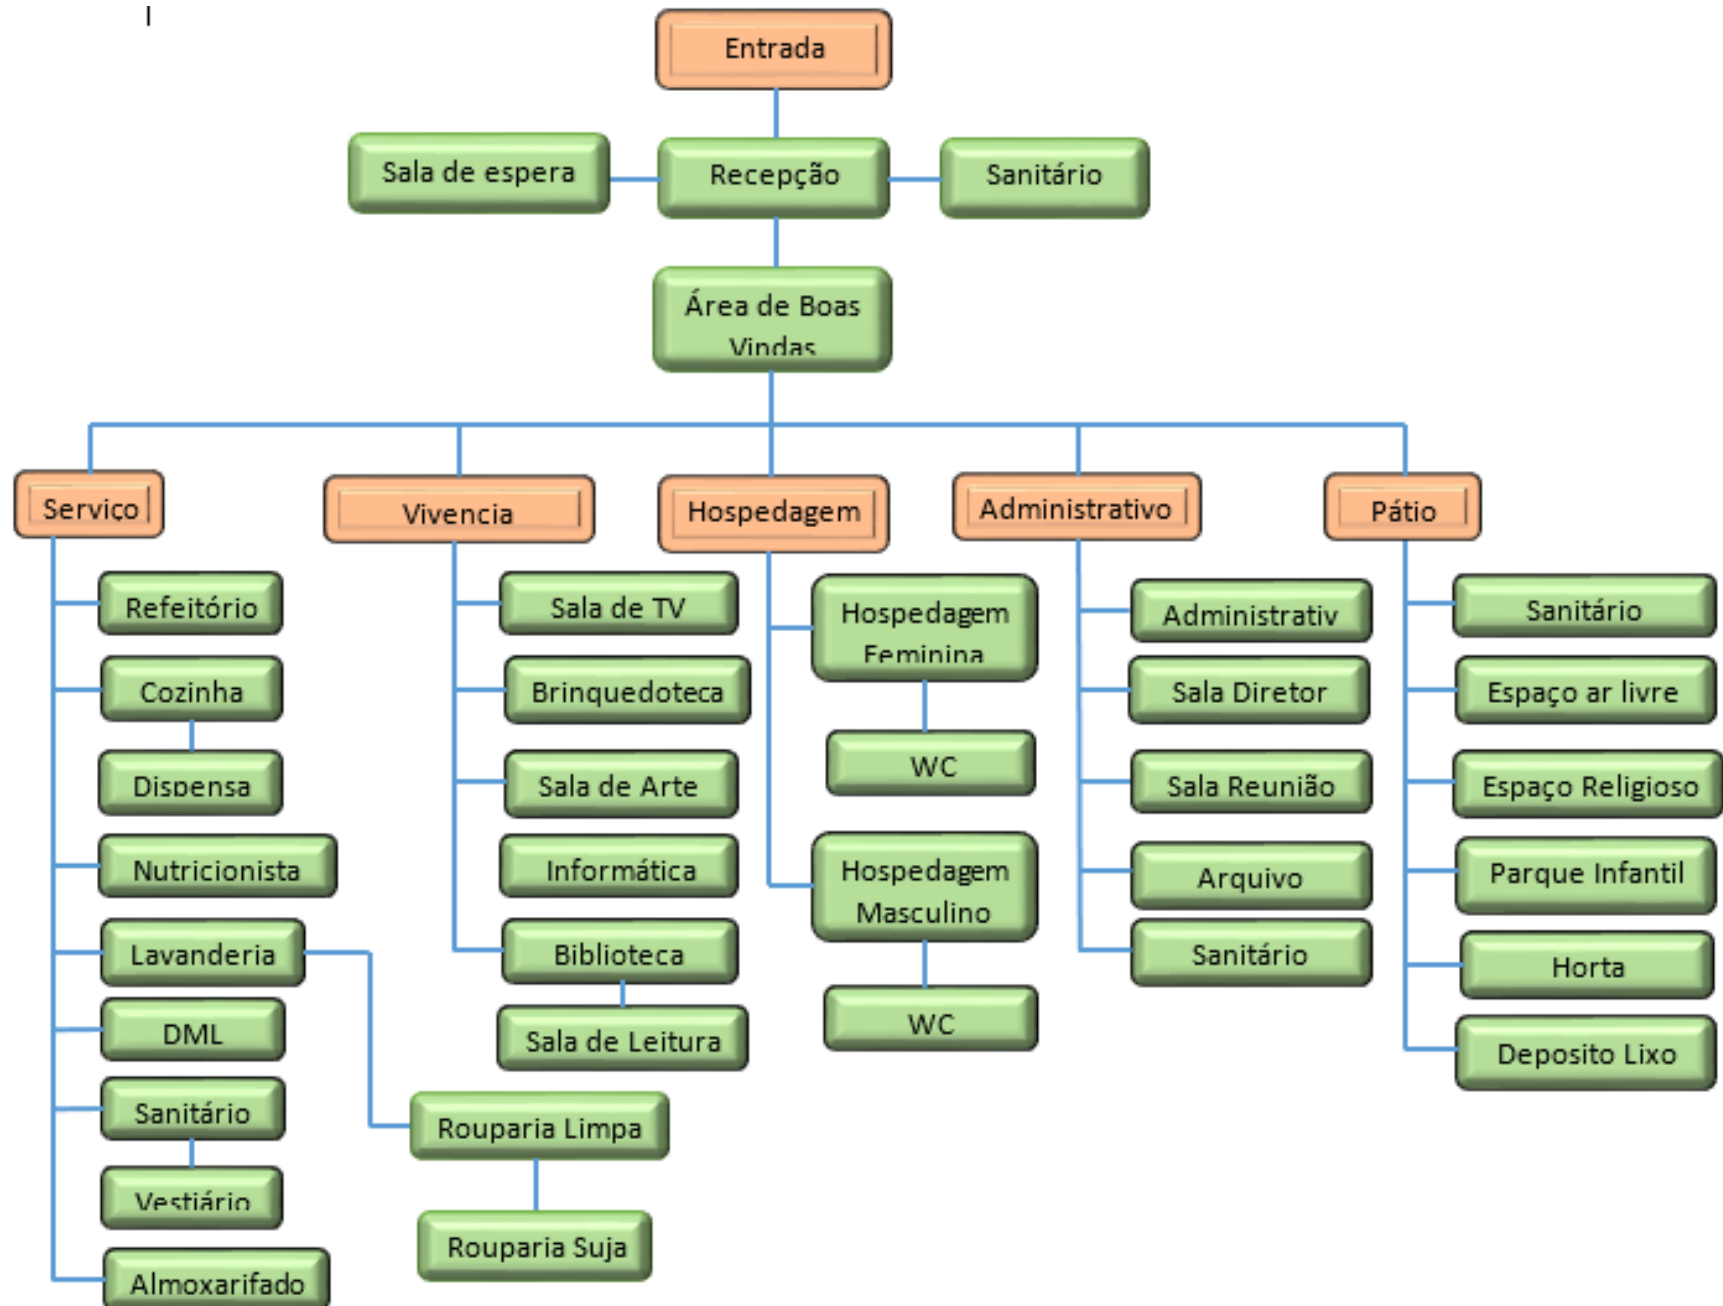 Entrada
Sala de espera
Recepção
Sanitário
Área de Boas
Vindas
Serviço
Vivencia
Hospedagem
Administrativo
Pátio
Refeitório
Cozinha
Dispensa
Nutricionista
Lavanderia
DML
Sanitário
Vestiário
Almoxarifado
Rouparia Limpa
Rouparia Suja
Sala de TV
Brinquedoteca
Sala de Arte
Informática
Biblioteca
Sala de Leitura
Hospedagem
Feminina
WC
Hospedagem
Masculino
WC
Administrativ
Sala Diretor
Sala Reunião
Arquivo
Sanitário
Sanitário
Espaço ar livre
Espaço Religioso
Parque Infantil
Horta
Deposito Lixo